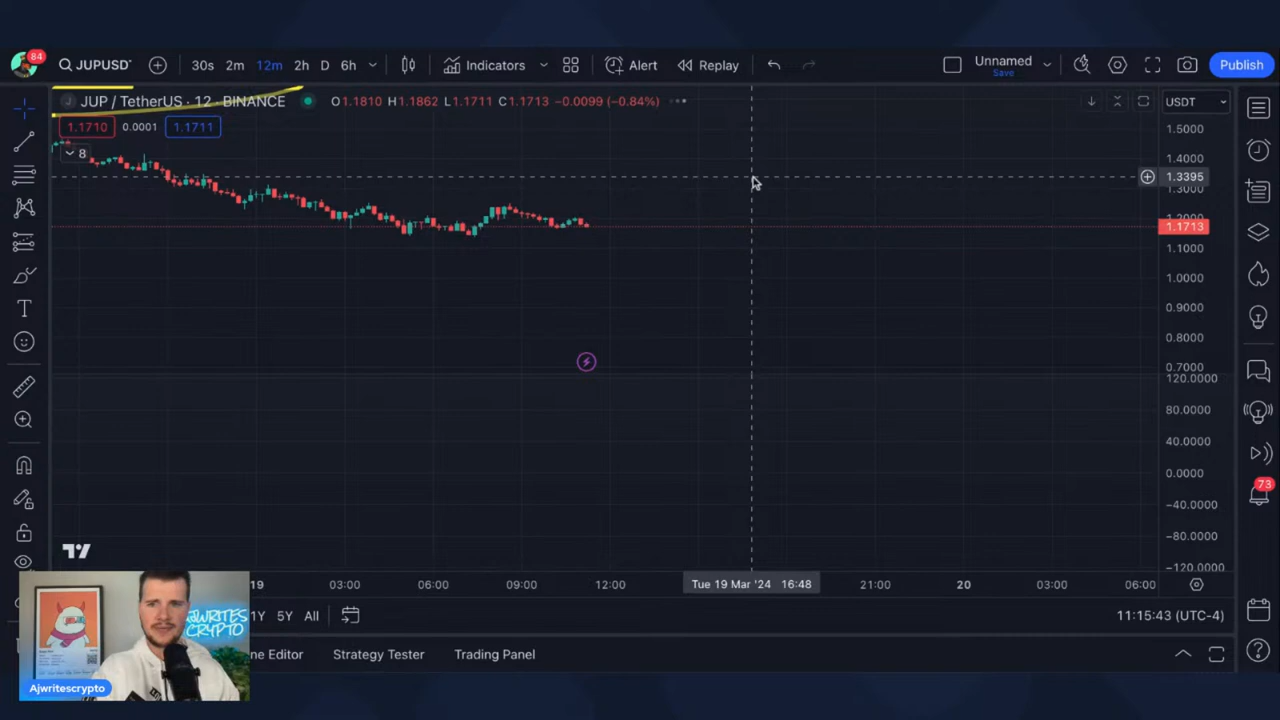 84
JUPUSDT
30s 2m 12m 2h D 6h
Indicators
Alert
Replay
Unnamed
Save
Publish
JUP / TetherUS · 12 · BINANCE
O1.1810 H1.1862 L1.1711 C1.1713 −0.0099 (−0.84%)
USDT
1.1710 0.0001 1.1711
8
1.5000
1.4000
1.3395
1.3000
1.2000
1.1713
1.1000
1.0000
0.9000
0.8000
0.7000
120.0000
80.0000
40.0000
0.0000
−40.0000
−80.0000
−120.0000
73
19 03:00 06:00 09:00 12:00 Tue 19 Mar '24 16:48 21:00 20 03:00 06:00
1Y 5Y All
11:15:43 (UTC-4)
ne Editor
Strategy Tester
Trading Panel
AJWRITES
CRYPTO
Ajwritescrypto